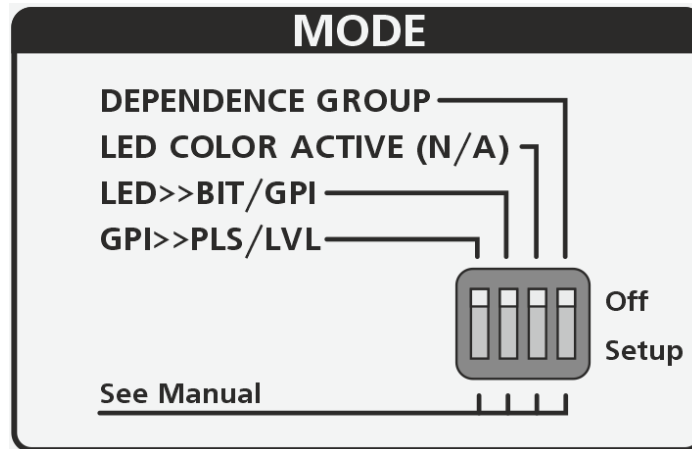 MODE
DEPENDENCE GROUP
LED COLOR ACTIVE (N/A)
LED>>BIT/GPI
GPI>>PLS/LVL
Off
Setup
See Manual